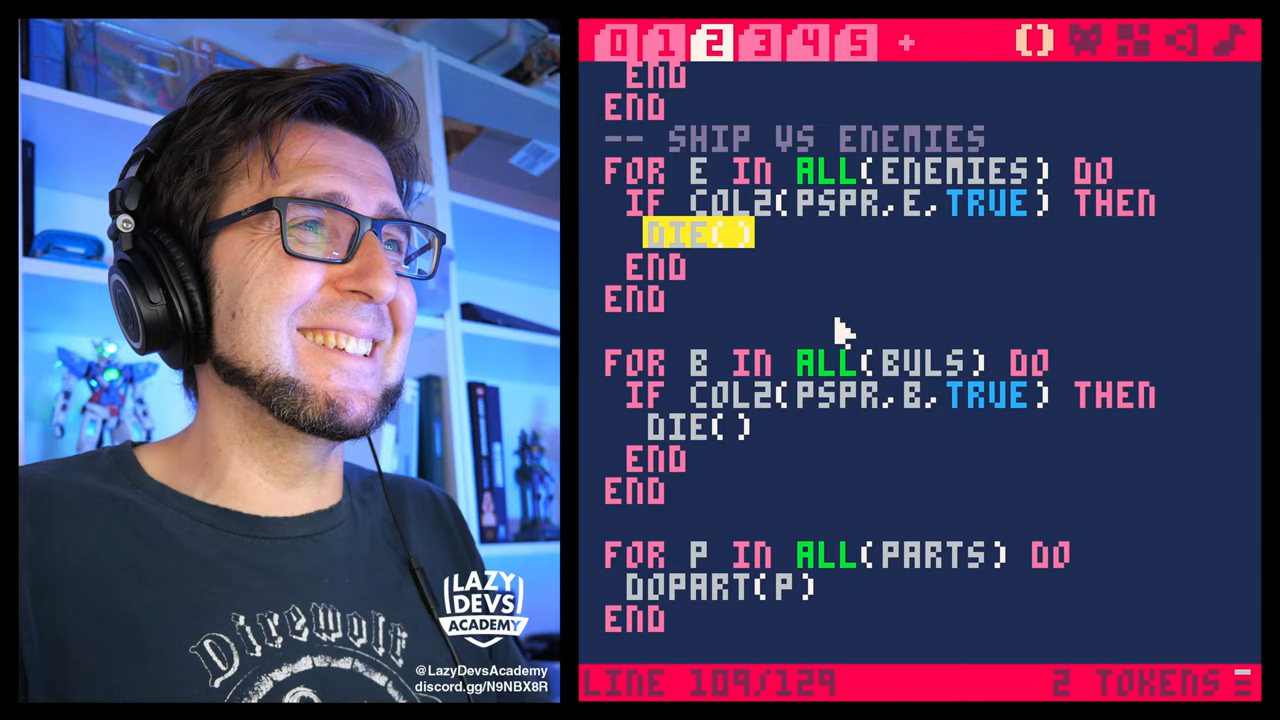 0 1 2 3 4 5 +
END
END
-- SHIP VS ENEMIES
FOR E IN ALL(ENEMIES) DO
IF COL2(PSPR,E,TRUE) THEN
DIE()
END
END
FOR B IN ALL(BULS) DO
IF COL2(PSPR,B,TRUE) THEN
DIE()
END
END
FOR P IN ALL(PARTS) DO
DOPART(P)
END
LINE 109/129 2 TOKENS
Direwolf
LAZY
DEVS
ACADEMY
@LazyDevsAcademy
discord.gg/N9NBX8R